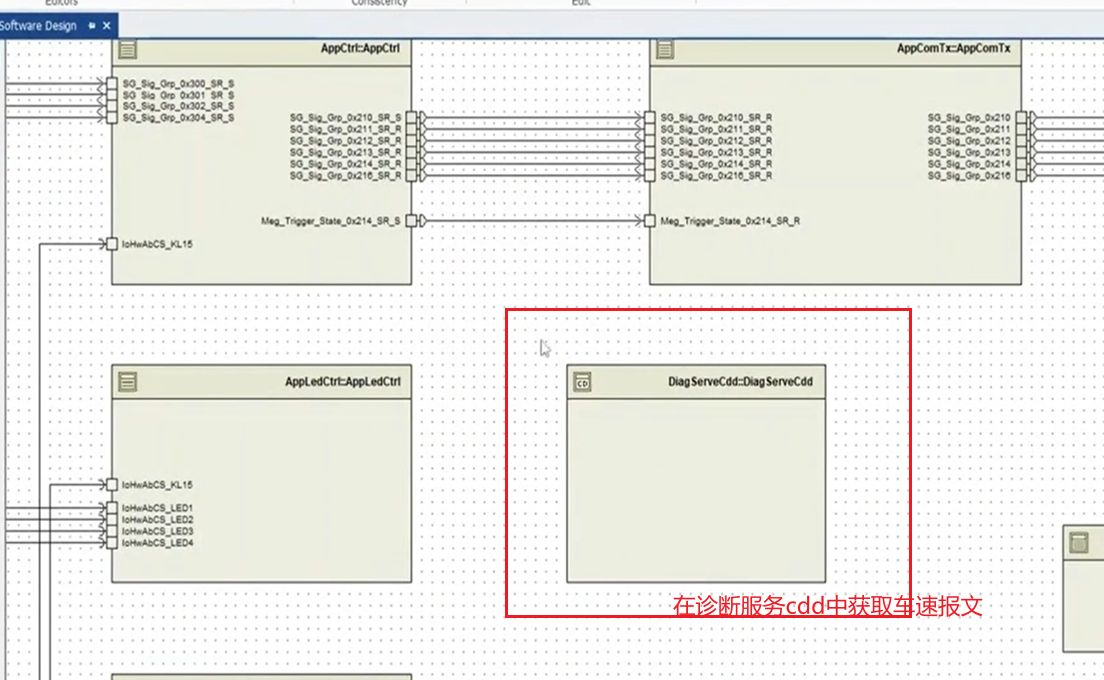 Editors
Consistency
Edit
Software Design
AppCtrl::AppCtrl
SG_Sig_Grp_0x300_SR_S
SG_Sig_Grp_0x301_SR_S
SG_Sig_Grp_0x302_SR_S
SG_Sig_Grp_0x304_SR_S
SG_Sig_Grp_0x210_SR_S
SG_Sig_Grp_0x211_SR_R
SG_Sig_Grp_0x212_SR_R
SG_Sig_Grp_0x213_SR_R
SG_Sig_Grp_0x214_SR_R
SG_Sig_Grp_0x216_SR_R
Meg_Trigger_State_0x214_SR_S
IoHwAbCS_KL15
AppComTx::AppComTx
SG_Sig_Grp_0x210_SR_R
SG_Sig_Grp_0x211_SR_R
SG_Sig_Grp_0x212_SR_R
SG_Sig_Grp_0x213_SR_R
SG_Sig_Grp_0x214_SR_R
SG_Sig_Grp_0x216_SR_R
Meg_Trigger_State_0x214_SR_R
SG_Sig_Grp_0x210
SG_Sig_Grp_0x211
SG_Sig_Grp_0x212
SG_Sig_Grp_0x213
SG_Sig_Grp_0x214
SG_Sig_Grp_0x216
AppLedCtrl::AppLedCtrl
IoHwAbCS_KL15
IoHwAbCS_LED1
IoHwAbCS_LED2
IoHwAbCS_LED3
IoHwAbCS_LED4
CD
DiagServeCdd::DiagServeCdd
在诊断服务cdd中获取车速报文